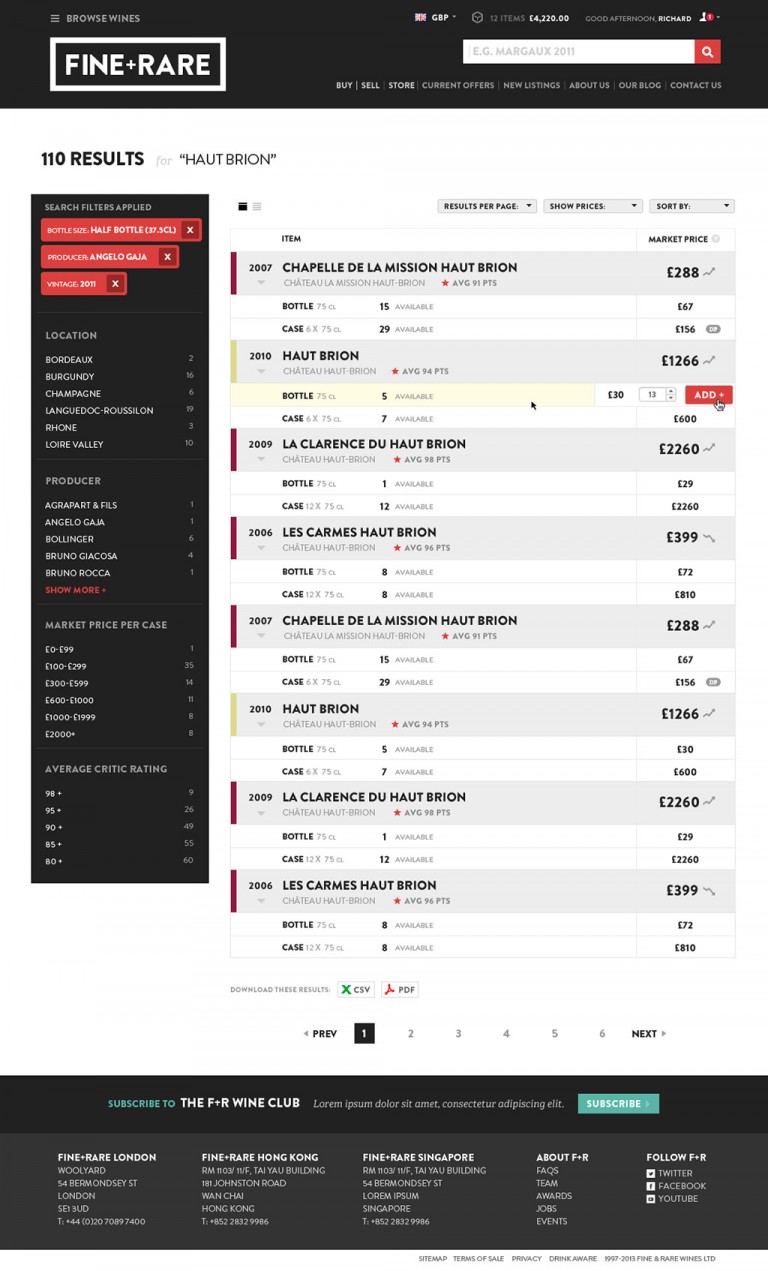 BROWSE WINES
GBP
12 ITEMS £4,220.00
GOOD AFTERNOON, RICHARD
1
FINE+RARE
E.G. MARGAUX 2011
BUY | SELL | STORE | CURRENT OFFERS | NEW LISTINGS | ABOUT US | OUR BLOG | CONTACT US
110 RESULTS for “HAUT BRION”
SEARCH FILTERS APPLIED
BOTTLE SIZE: HALF BOTTLE (37.5CL) X
PRODUCER: ANGELO GAJA X
VINTAGE: 2011 X
LOCATION
BORDEAUX 2
BURGUNDY 16
CHAMPAGNE 6
LANGUEDOC-ROUSSILON 19
RHONE 3
LOIRE VALLEY 10
PRODUCER
AGRAPART & FILS 1
ANGELO GAJA 1
BOLLINGER 6
BRUNO GIACOSA 4
BRUNO ROCCA 1
SHOW MORE +
MARKET PRICE PER CASE
£0-£99 1
£100-£299 35
£300-£599 14
£600-£1000 11
£1000-£1999 8
£2000+ 8
AVERAGE CRITIC RATING
98 + 9
95 + 26
90 + 49
85 + 55
80 + 60
RESULTS PER PAGE:
SHOW PRICES:
SORT BY:
ITEM MARKET PRICE ?
2007 CHAPELLE DE LA MISSION HAUT BRION £288
CHÂTEAU LA MISSION HAUT-BRION AVG 91 PTS
BOTTLE 75 CL 15 AVAILABLE £67
CASE 6 X 75 CL 29 AVAILABLE £156 DP
2010 HAUT BRION £1266
CHÂTEAU HAUT-BRION AVG 94 PTS
BOTTLE 75 CL 5 AVAILABLE £30 13 ADD +
CASE 6 X 75 CL 7 AVAILABLE £600
2009 LA CLARENCE DU HAUT BRION £2260
CHÂTEAU HAUT-BRION AVG 98 PTS
BOTTLE 75 CL 1 AVAILABLE £29
CASE 12 X 75 CL 12 AVAILABLE £2260
2006 LES CARMES HAUT BRION £399
CHÂTEAU HAUT-BRION AVG 96 PTS
BOTTLE 75 CL 8 AVAILABLE £72
CASE 12 X 75 CL 8 AVAILABLE £810
2007 CHAPELLE DE LA MISSION HAUT BRION £288
CHÂTEAU LA MISSION HAUT-BRION AVG 91 PTS
BOTTLE 75 CL 15 AVAILABLE £67
CASE 6 X 75 CL 29 AVAILABLE £156 DP
2010 HAUT BRION £1266
CHÂTEAU HAUT-BRION AVG 94 PTS
BOTTLE 75 CL 5 AVAILABLE £30
CASE 6 X 75 CL 7 AVAILABLE £600
2009 LA CLARENCE DU HAUT BRION £2260
CHÂTEAU HAUT-BRION AVG 98 PTS
BOTTLE 75 CL 1 AVAILABLE £29
CASE 12 X 75 CL 12 AVAILABLE £2260
2006 LES CARMES HAUT BRION £399
CHÂTEAU HAUT-BRION AVG 96 PTS
BOTTLE 75 CL 8 AVAILABLE £72
CASE 12 X 75 CL 8 AVAILABLE £810
DOWNLOAD THESE RESULTS: CSV PDF
PREV 1 2 3 4 5 6 NEXT
SUBSCRIBE TO THE F+R WINE CLUB Lorem ipsum dolor sit amet, consectetur adipiscing elit. SUBSCRIBE
FINE+RARE LONDON
WOOLYARD
54 BERMONDSEY ST
LONDON
SE1 3UD
T: +44 (0)20 7089 7400
FINE+RARE HONG KONG
RM 1103/ 11/F, TAI YAU BUILDING
181 JOHNSTON ROAD
WAN CHAI
HONG KONG
T: +852 2832 9986
FINE+RARE SINGAPORE
RM 1103/ 11/F, TAI YAU BUILDING
54 BERMONDSEY ST
LOREM IPSUM
SINGAPORE
T: +852 2832 9986
ABOUT F+R
FAQS
TEAM
AWARDS
JOBS
EVENTS
FOLLOW F+R
TWITTER
FACEBOOK
YOUTUBE
SITEMAP TERMS OF SALE PRIVACY DRINK AWARE 1997-2013 FINE & RARE WINES LTD